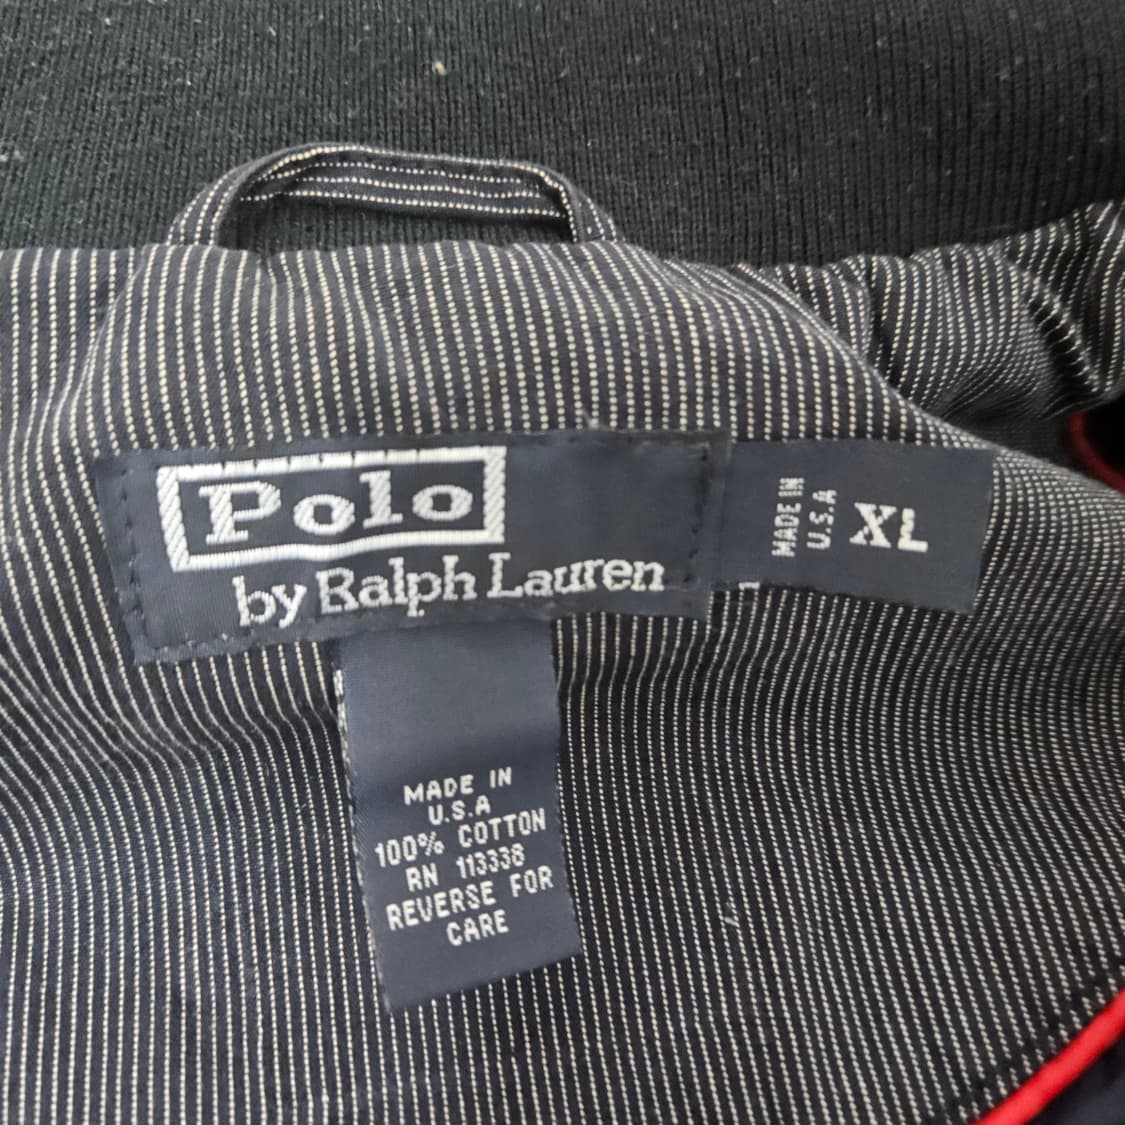 Polo
by Ralph Lauren
MADE IN
U.S.A
XL
MADE IN
U.S.A
100% COTTON
RN 113338
REVERSE FOR
CARE